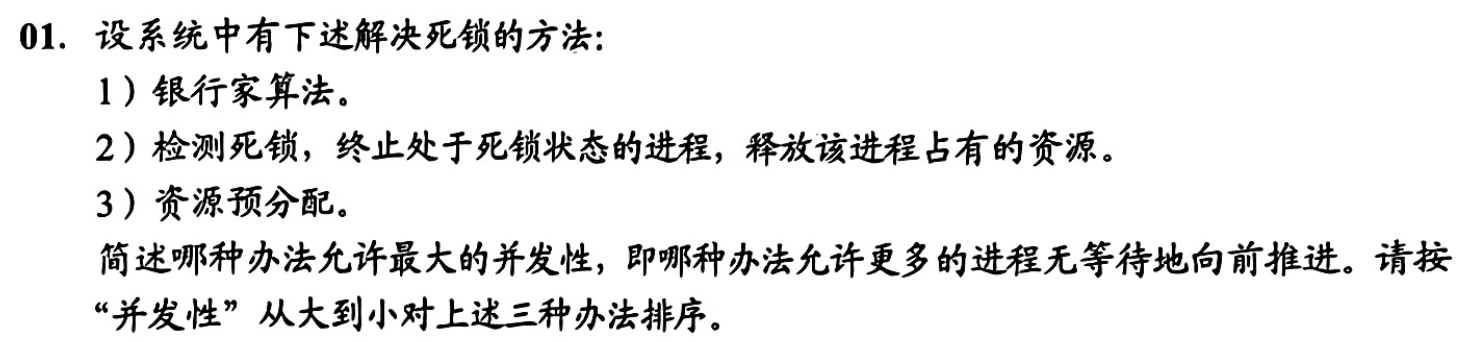 01. 设系统中有下述解决死锁的方法:
1）银行家算法。
2）检测死锁，终止处于死锁状态的进程，释放该进程占有的资源。
3）资源预分配。
简述哪种办法允许最大的并发性，即哪种办法允许更多的进程无等待地向前推进。请按
“并发性”从大到小对上述三种办法排序。